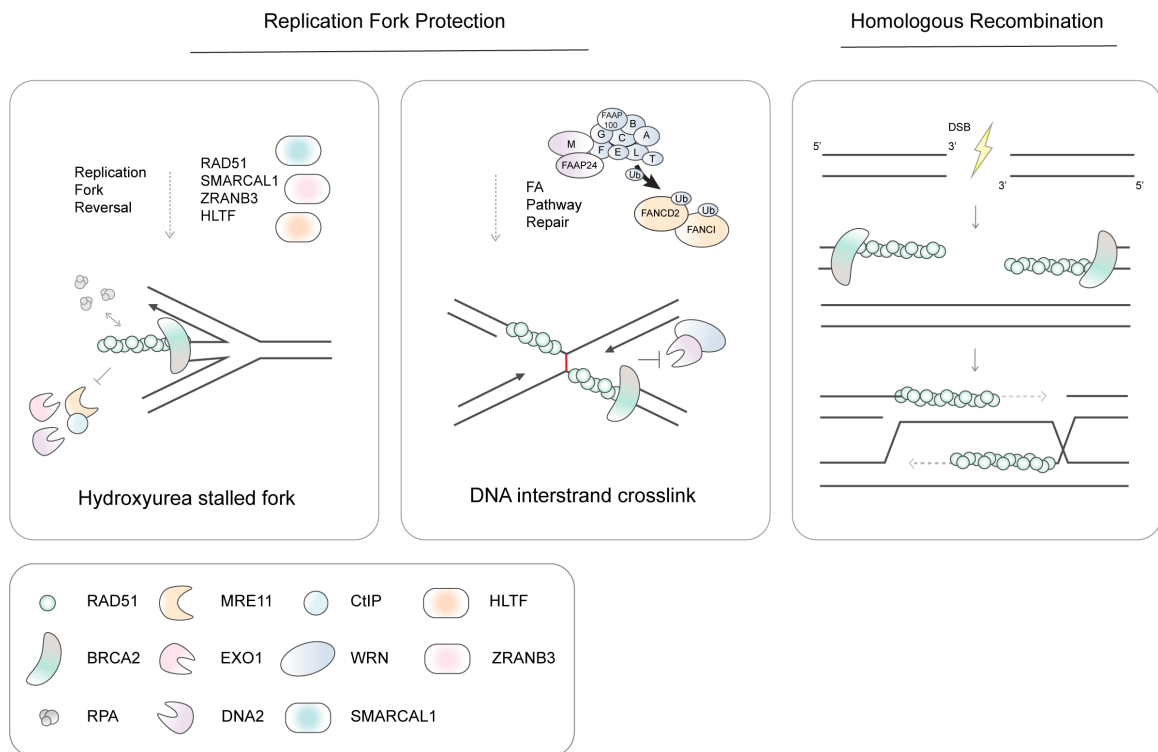 Replication Fork Protection
Homologous Recombination
Replication
Fork
Reversal
RAD51
SMARCAL1
ZRANB3
HLTF
Hydroxyurea stalled fork
FAAP
100
B
G
C
A
M
F
E
L
T
FAAP24
Ub
FA
Pathway
Repair
Ub
FANCD2
Ub
FANCI
DNA interstrand crosslink
DSB
5'
3'
3'
5'
RAD51
MRE11
CtIP
HLTF
BRCA2
EXO1
WRN
ZRANB3
RPA
DNA2
SMARCAL1